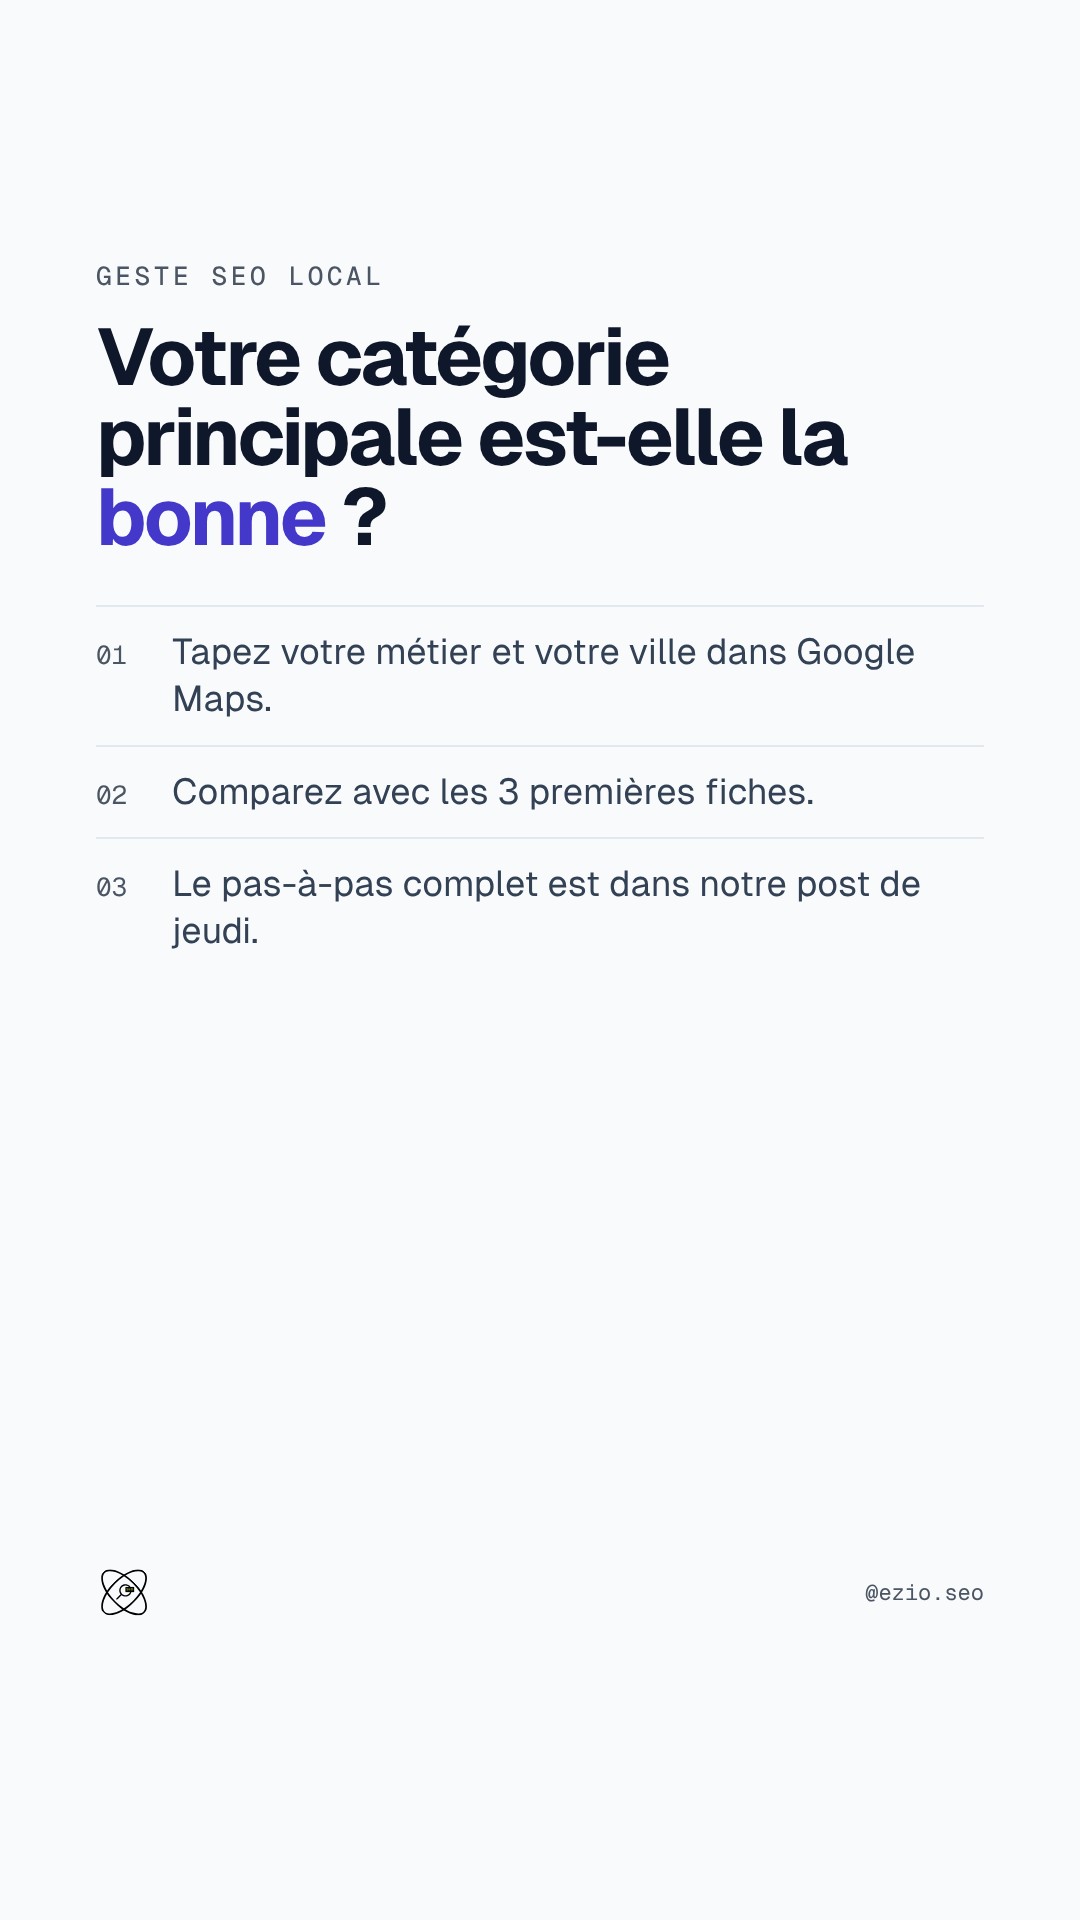 GESTE SEO LOCAL
Votre catégorie
principale est-elle la
bonne ?
01 Tapez votre métier et votre ville dans Google
Maps.
02 Comparez avec les 3 premières fiches.
03 Le pas-à-pas complet est dans notre post de
jeudi.
@ezio.seo